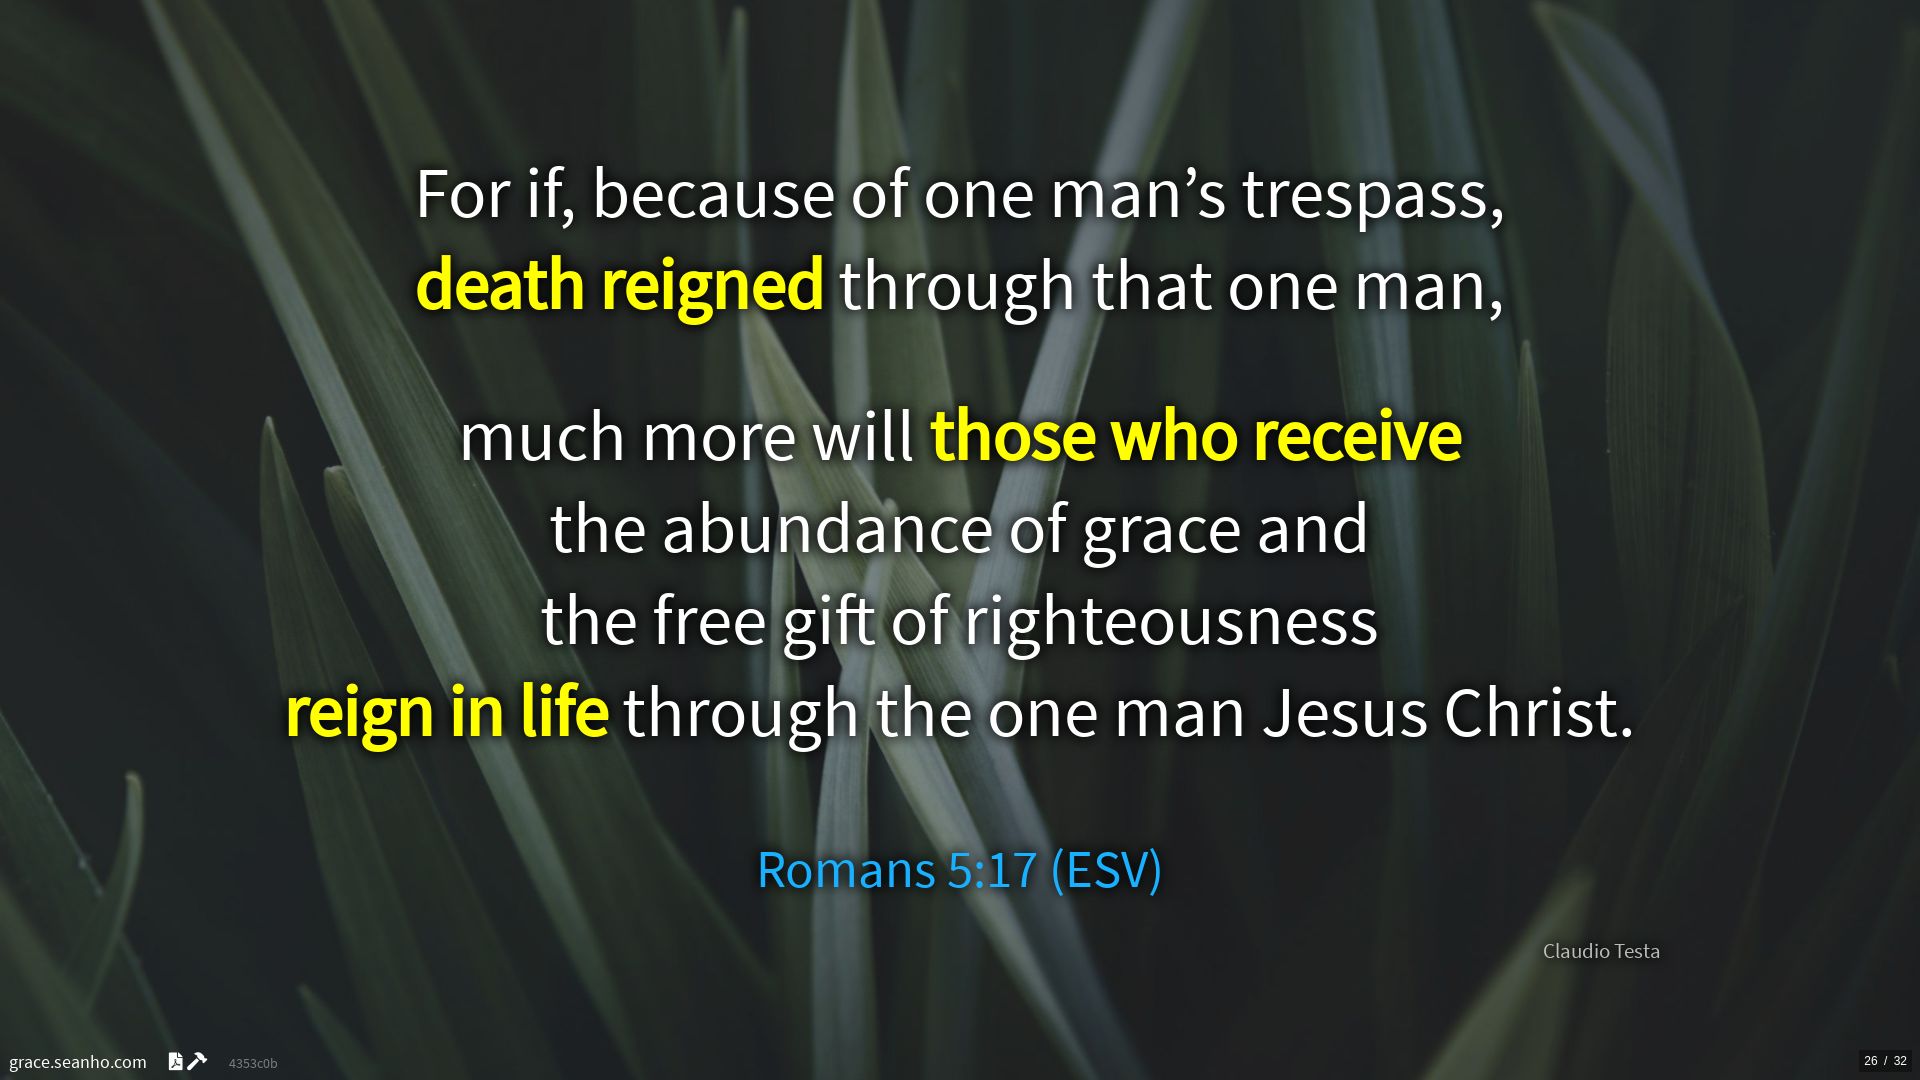 For if, because of one man’s trespass,
death reigned through that one man,
much more will those who receive
the abundance of grace and
the free gift of righteousness
reign in life through the one man Jesus Christ.
Romans 5:17 (ESV)
Claudio Testa
grace.seanho.com 4353c0b
26 / 32